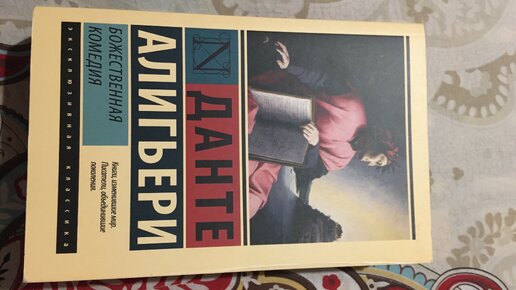 ЭКСКЛЮЗИВНАЯ КЛАССИКА
N
ДАНТЕ
АЛИГЬЕРИ
БОЖЕСТВЕННАЯ
КОМЕДИЯ
Книги, изменившие мир.
Писатели, объединившие
поколения.